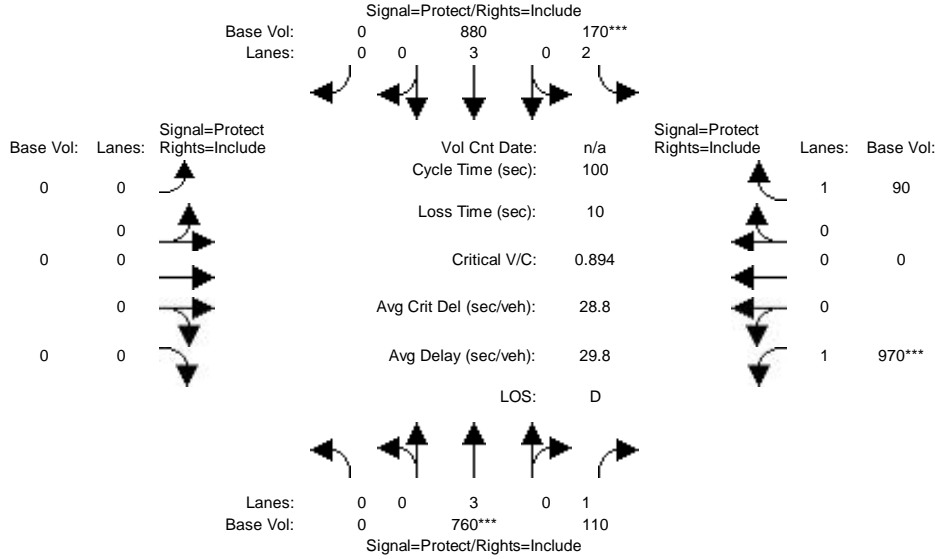 Signal=Protect/Rights=Include
Base Vol: 0 880 170***
Lanes: 0 0 3 0 2
Signal=Protect Signal=Protect
Base Vol: Lanes: Rights=Include Vol Cnt Date: n/a Rights=Include Lanes: Base Vol:
Cycle Time (sec): 100
0 0 1 90
Loss Time (sec): 10
0 0
0 0 Critical V/C: 0.894 0 0
0 Avg Crit Del (sec/veh): 28.8 0
0 0 Avg Delay (sec/veh): 29.8 1 970***
LOS: D
Lanes: 0 0 3 0 1
Base Vol: 0 760*** 110
Signal=Protect/Rights=Include